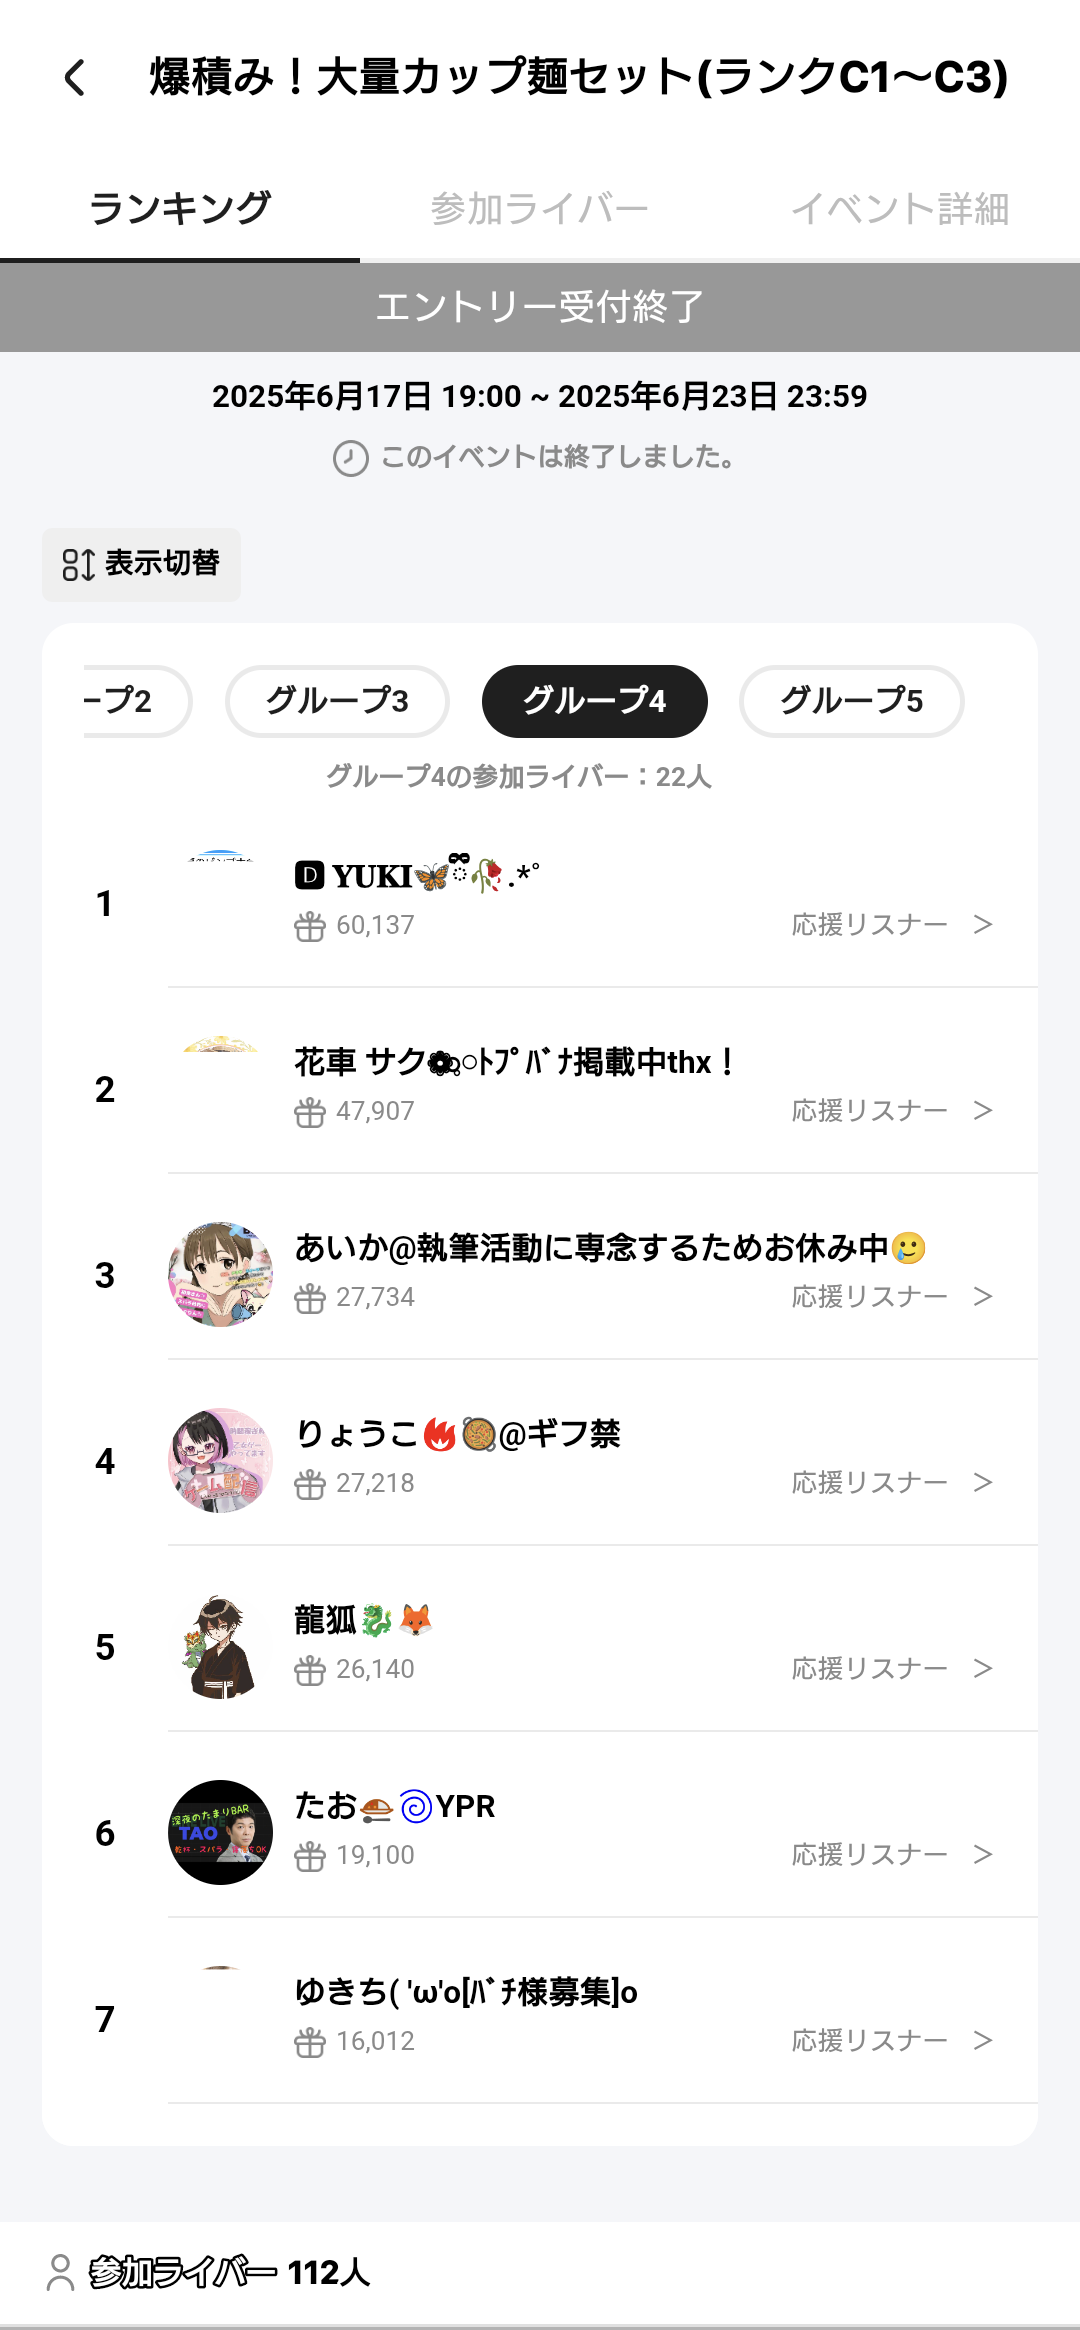 爆積み！大量カップ麺セット(ランクC1〜C3)
ランキング 参加ライバー イベント詳細
エントリー受付終了
2025年6月17日 19:00 ~ 2025年6月23日 23:59
このイベントは終了しました。
表示切替
ープ2 グループ3 グループ4 グループ5
グループ4の参加ライバー：22人
1
🅳 𝐘𝐔𝐊𝐈🦋ྀི🥀.*˚
60,137 応援リスナー >
2
花車 サク❁ཻུ۪۪ﾄﾌﾟﾊﾞﾅ掲載中thx！
47,907 応援リスナー >
3
あいか@執筆活動に専念するためお休み中🥲
27,734 応援リスナー >
4
りょうこ🔥🥘@ギフ禁
27,218 応援リスナー >
5
龍狐🐉🦊
26,140 応援リスナー >
6
深夜のたまりBAR
TAO
たお🍛🌀YPR
19,100 応援リスナー >
7
ゆきち( 'ω'o[ﾊﾞﾁ様募集]o
16,012 応援リスナー >
参加ライバー 112人